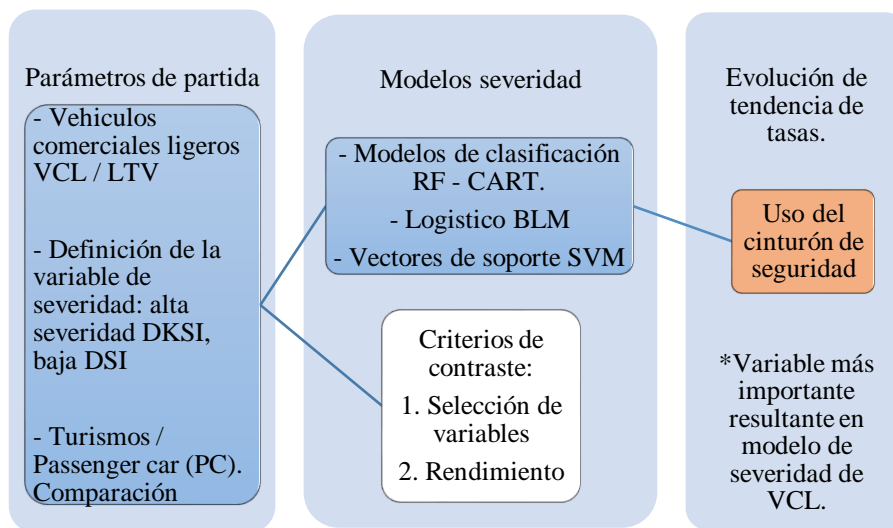 Parámetros de partida
- Vehiculos
comerciales ligeros
VCL / LTV
- Definición de la
variable de
severidad: alta
severidad DKSI,
baja DSI
- Turismos /
Passenger car (PC).
Comparación
Modelos severidad
- Modelos de clasificación
RF - CART.
- Logistico BLM
- Vectores de soporte SVM
Criterios de
contraste:
1. Selección de
variables
2. Rendimiento
Evolución de
tendencia de
tasas.
Uso del
cinturón de
seguridad
*Variable más
importante
resultante en
modelo de
severidad de
VCL.